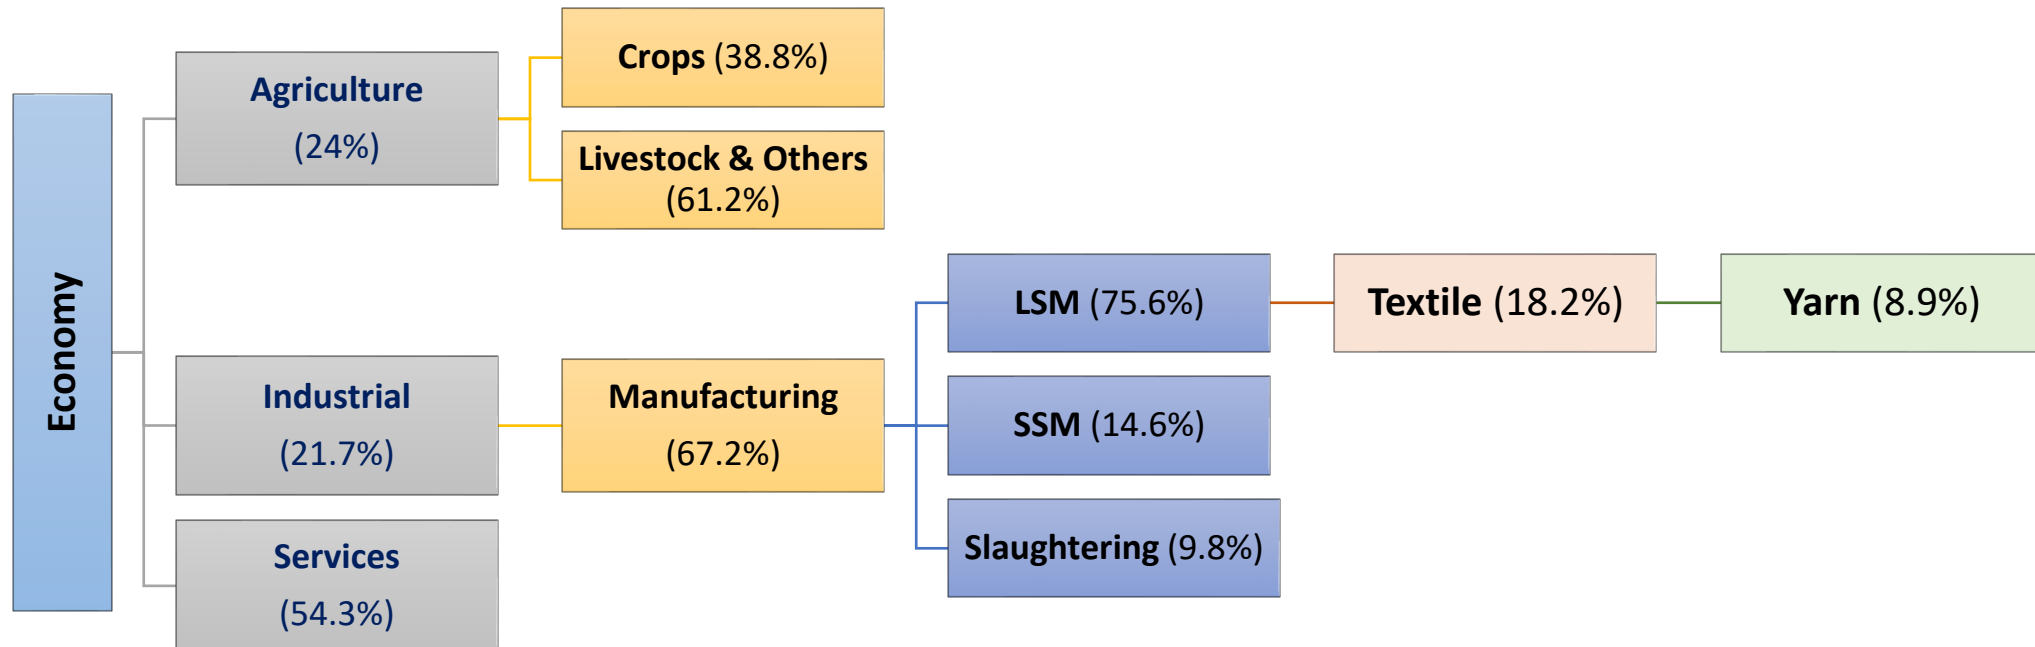 Economy
Agriculture
(24%)
Crops (38.8%)
Livestock & Others
(61.2%)
Industrial
(21.7%)
Manufacturing
(67.2%)
LSM (75.6%)
Textile (18.2%)
Yarn (8.9%)
SSM (14.6%)
Slaughtering (9.8%)
Services
(54.3%)